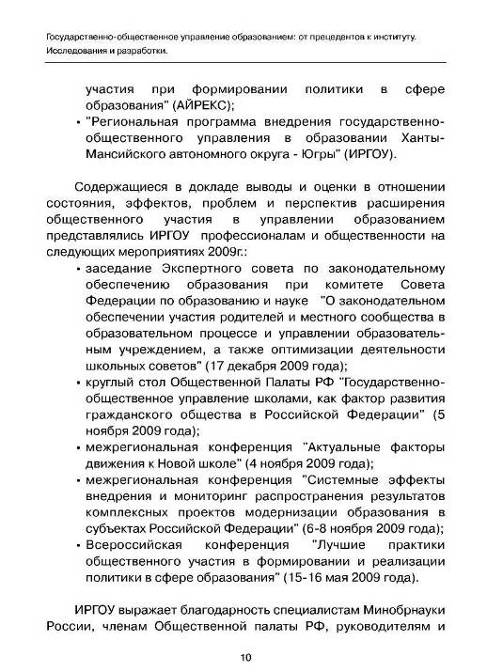 Государственно-общественное управление образованием: от прецедентов к институту.
Исследования и разработки.
участия при формировании политики в сфере
образования" (АЙРЕКС);
• "Региональная программа внедрения государственно-
общественного управления в образовании Ханты-
Мансийского автономного округа - Югры" (ИРГОУ).
Содержащиеся в докладе выводы и оценки в отношении
состояния, эффектов, проблем и перспектив расширения
общественного участия в управлении образованием
представлялись ИРГОУ профессионалам и общественности на
следующих мероприятиях 2009г.:
• заседание Экспертного совета по законодательному
обеспечению образования при комитете Совета
Федерации по образованию и науке "О законодательном
обеспечении участия родителей и местного сообщества в
образовательном процессе и управлении образователь-
ным учреждением, а также оптимизации деятельности
школьных советов" (17 декабря 2009 года);
• круглый стол Общественной Палаты РФ "Государственно-
общественное управление школами, как фактор развития
гражданского общества в Российской Федерации" (5
ноября 2009 года);
• межрегиональная конференция "Актуальные факторы
движения к Новой школе" (4 ноября 2009 года);
• межрегиональная конференция "Системные эффекты
внедрения и мониторинг распространения результатов
комплексных проектов модернизации образования в
субъектах Российской Федерации" (6-8 ноября 2009 года);
• Всероссийская конференция "Лучшие практики
общественного участия в формировании и реализации
политики в сфере образования" (15-16 мая 2009 года).
ИРГОУ выражает благодарность специалистам Минобрнауки
России, членам Общественной палаты РФ, руководителям и
10